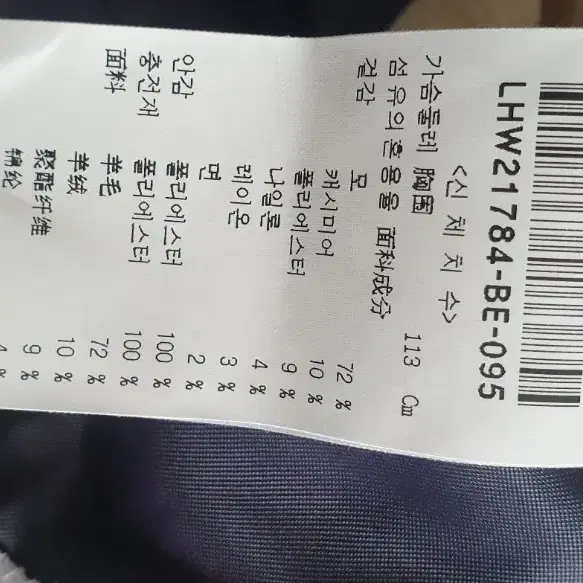 LHW21784-BE-095
<신 체 치 수>
가슴둘레 胸围 113 Cm
섬유의혼용율 面料成分
겉감 모 72 %
캐시미어 10 %
폴리에스터 9 %
나일론 4 %
레이온 3 %
면 2 %
안감 폴리에스터 100 %
충전재 폴리에스터 100 %
面料 羊毛 72 %
羊绒 10 %
聚酯纤维 9 %
锦纶 4 %